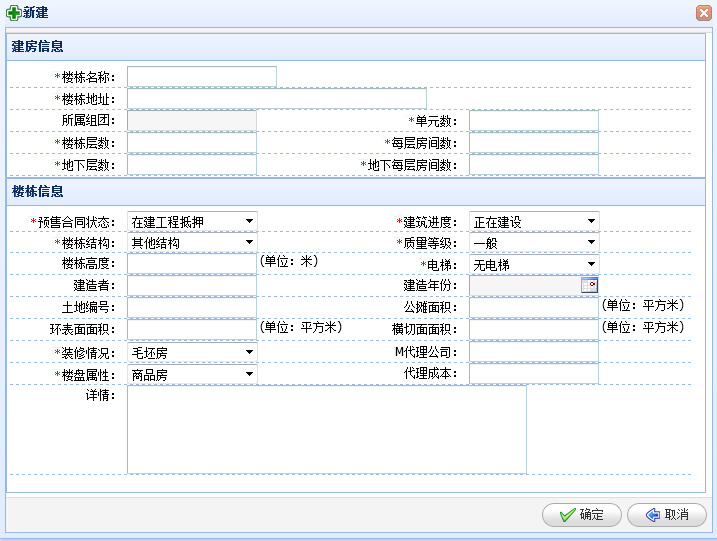 新建
建房信息
*楼栋名称：
*楼栋地址：
所属组团： *单元数：
*楼栋层数： *每层房间数：
*地下层数： *地下每层房间数：
楼栋信息
*预售合同状态： 在建工程抵押 *建筑进度： 正在建设
*楼栋结构： 其他结构 *质量等级： 一般
楼栋高度： (单位：米) *电梯： 无电梯
建造者： 建造年份：
土地编号： 公摊面积： (单位：平方米)
环表面面积： (单位：平方米) 横切面面积： (单位：平方米)
*装修情况： 毛坯房 M代理公司：
*楼盘属性： 商品房 代理成本：
详情：
确定 取消